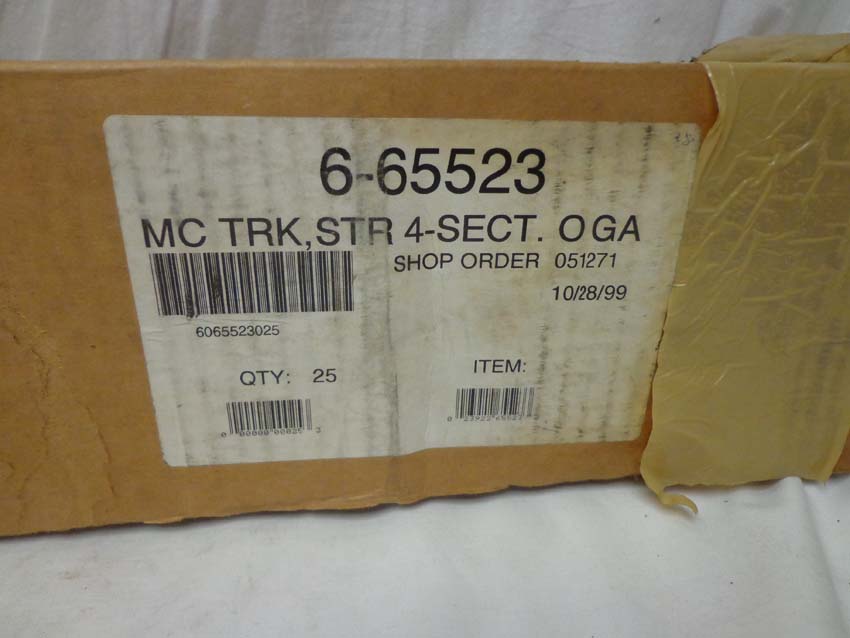 6-65523
MC TRK,STR 4-SECT. O GA
SHOP ORDER 051271
10/28/99
6065523025
QTY: 25
ITEM: